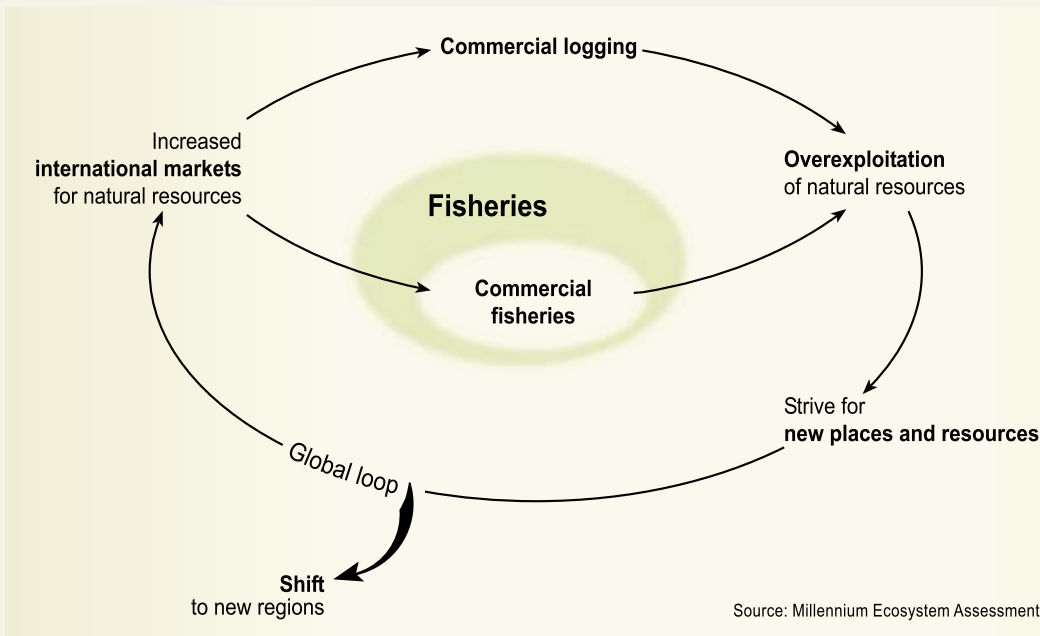 Commercial logging
Increased
international markets
for natural resources
Overexploitation
of natural resources
Fisheries
Commercial
fisheries
Strive for
new places and resources
Global loop
Shift
to new regions
Source: Millennium Ecosystem Assessment